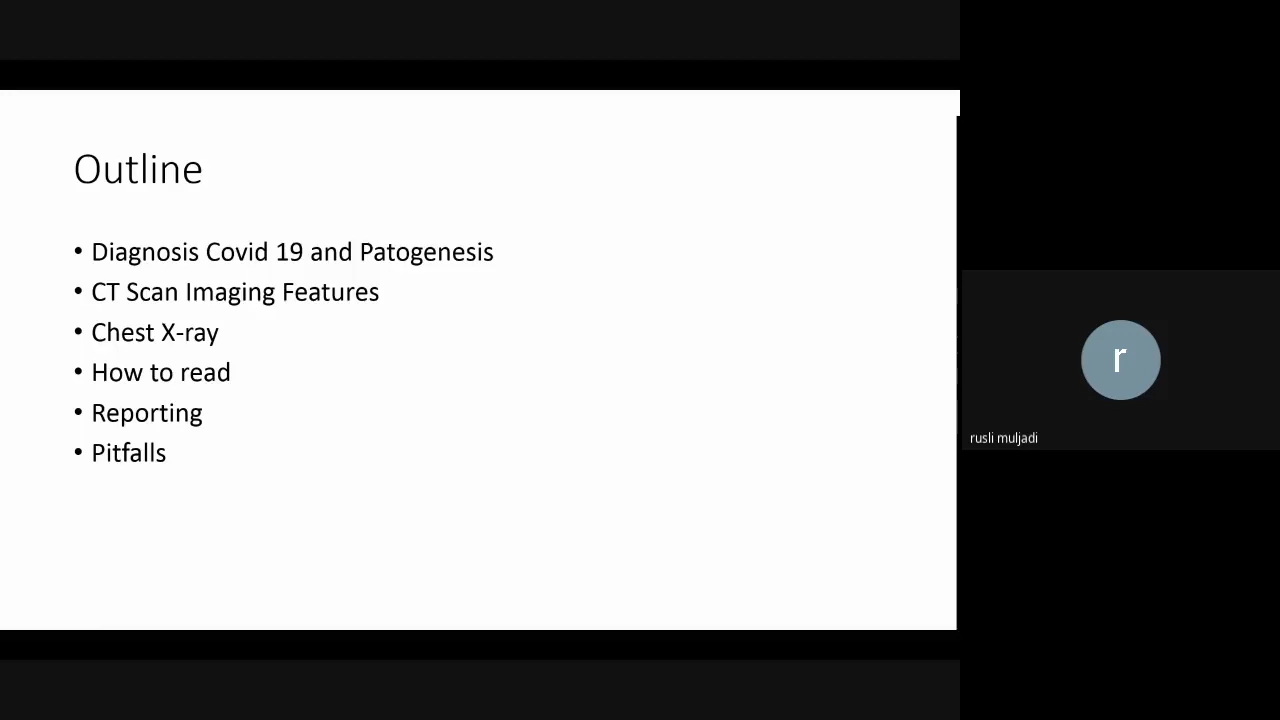 Outline
• Diagnosis Covid 19 and Patogenesis
• CT Scan Imaging Features
• Chest X-ray
• How to read
• Reporting
• Pitfalls
r
rusli muljadi